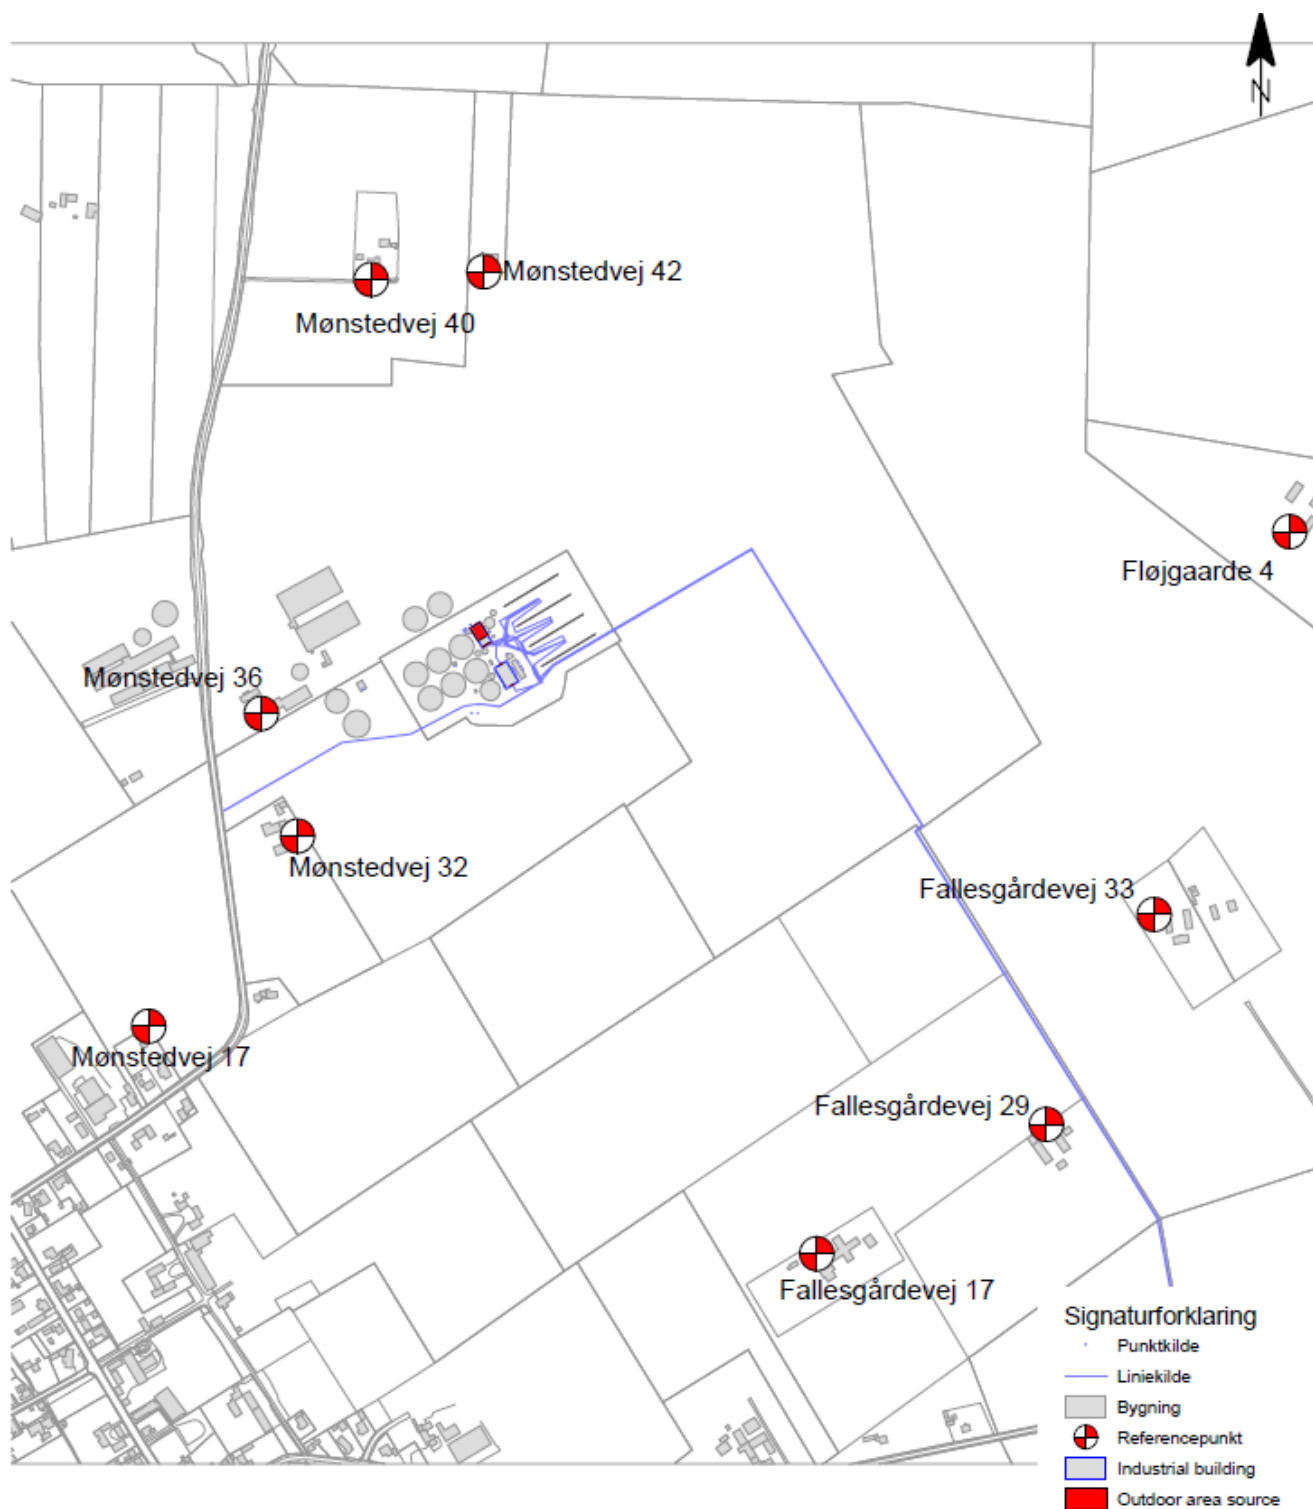 N
Mønstedvej 42
Mønstedvej 40
Fløjgaarde 4
Mønstedvej 36
Mønstedvej 32
Fallesgårdevej 33
Mønstedvej 17
Fallesgårdevej 29
Fallesgårdevej 17
Signaturforklaring
Punktkilde
Liniekilde
Bygning
Referencepunkt
Industrial building
Outdoor area source